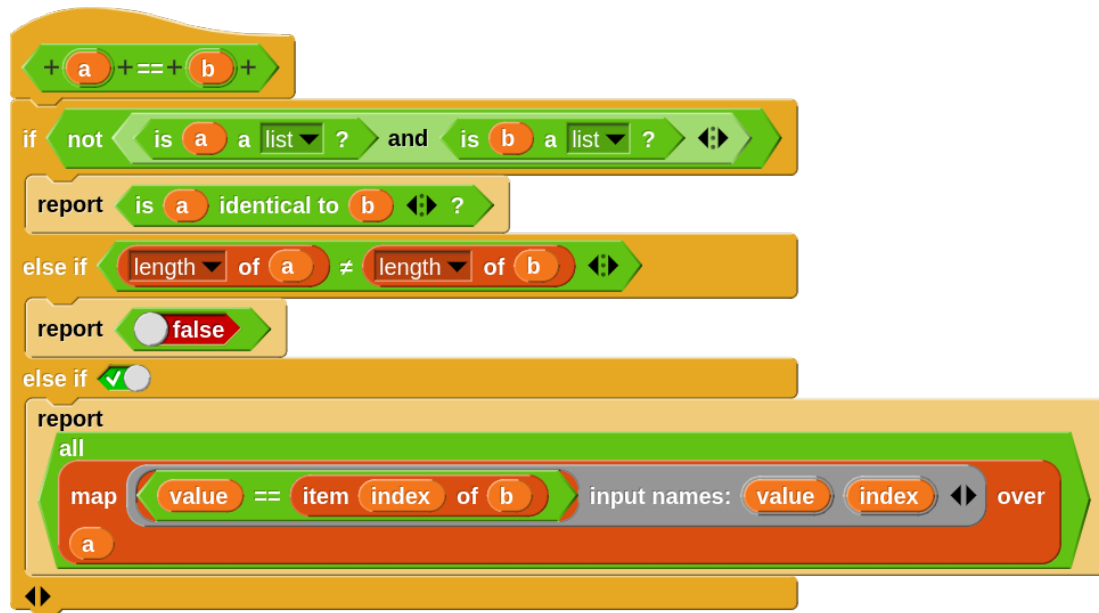 + a + == + b +
if not is a a list ? and is b a list ?
report is a identical to b ?
else if length of a ≠ length of b
report false
else if
report
all
map value == item index of b input names: value index over
a